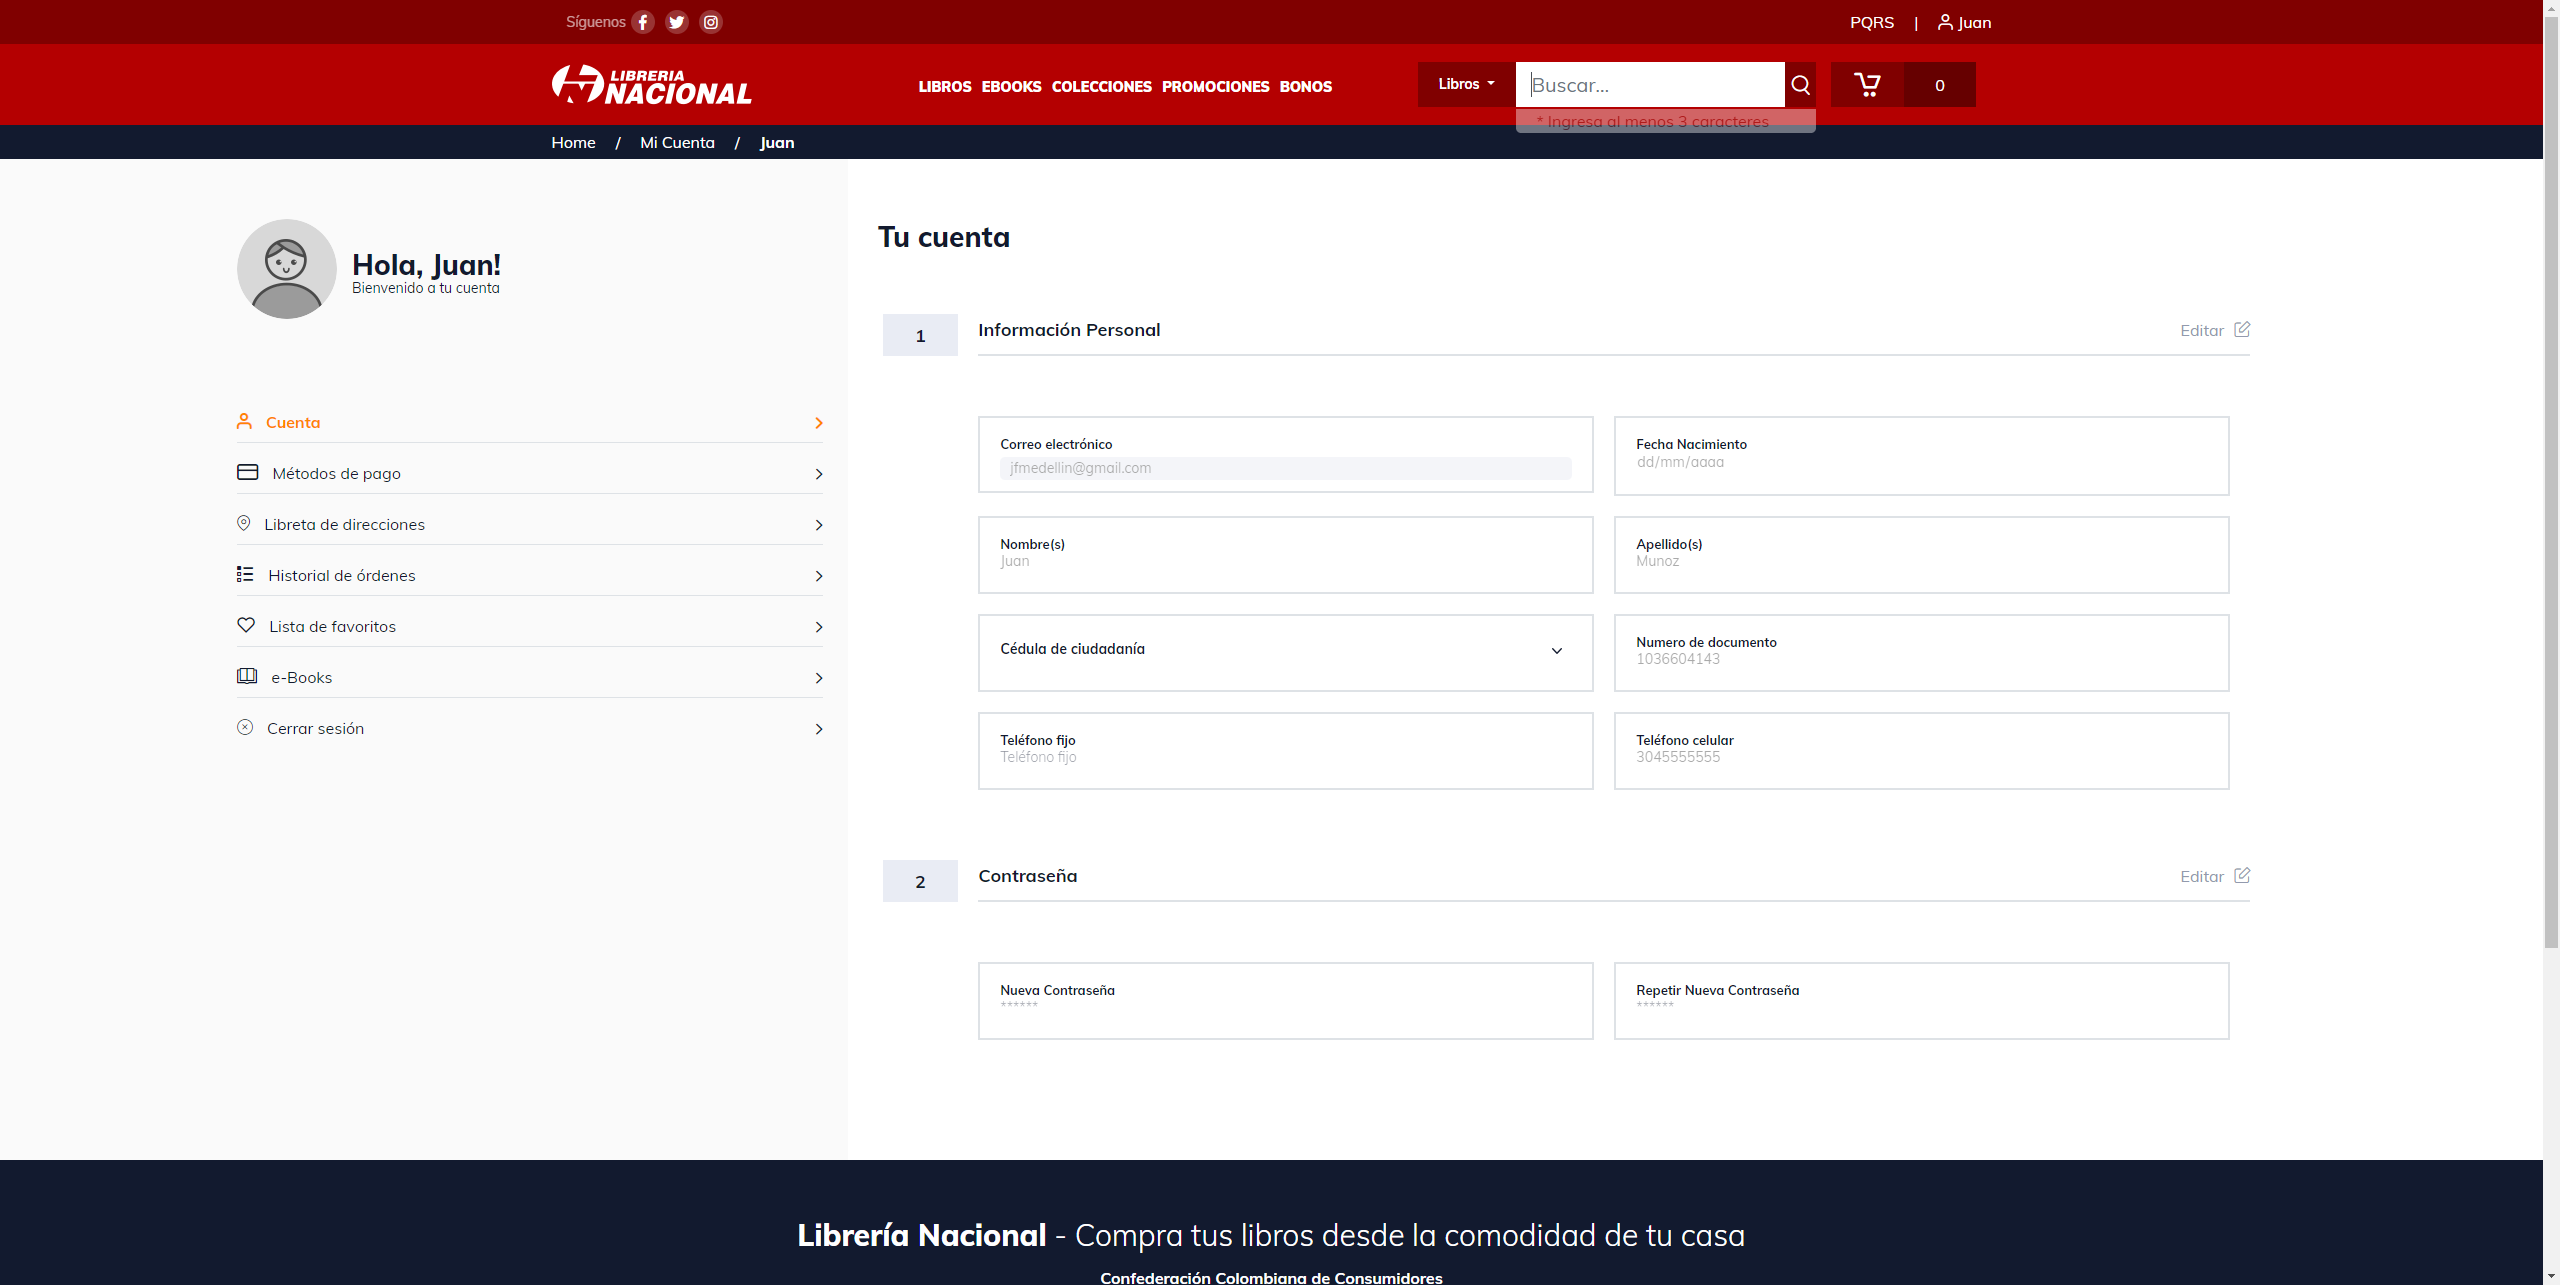 Síguenos
PQRS | Juan
LIBRERIA
NACIONAL
LIBROS EBOOKS COLECCIONES PROMOCIONES BONOS
Libros
Buscar...
0
* Ingresa al menos 3 caracteres
Home / Mi Cuenta / Juan
Hola, Juan!
Bienvenido a tu cuenta
Cuenta
Métodos de pago
Libreta de direcciones
Historial de órdenes
Lista de favoritos
e-Books
Cerrar sesión
Tu cuenta
1 Información Personal Editar
Correo electrónico
jfmedellin@gmail.com
Fecha Nacimiento
dd/mm/aaaa
Nombre(s)
Juan
Apellido(s)
Munoz
Cédula de ciudadanía
Numero de documento
1036604143
Teléfono fijo
Teléfono fijo
Teléfono celular
3045555555
2 Contraseña Editar
Nueva Contraseña
******
Repetir Nueva Contraseña
******
Librería Nacional - Compra tus libros desde la comodidad de tu casa
Confederación Colombiana de Consumidores